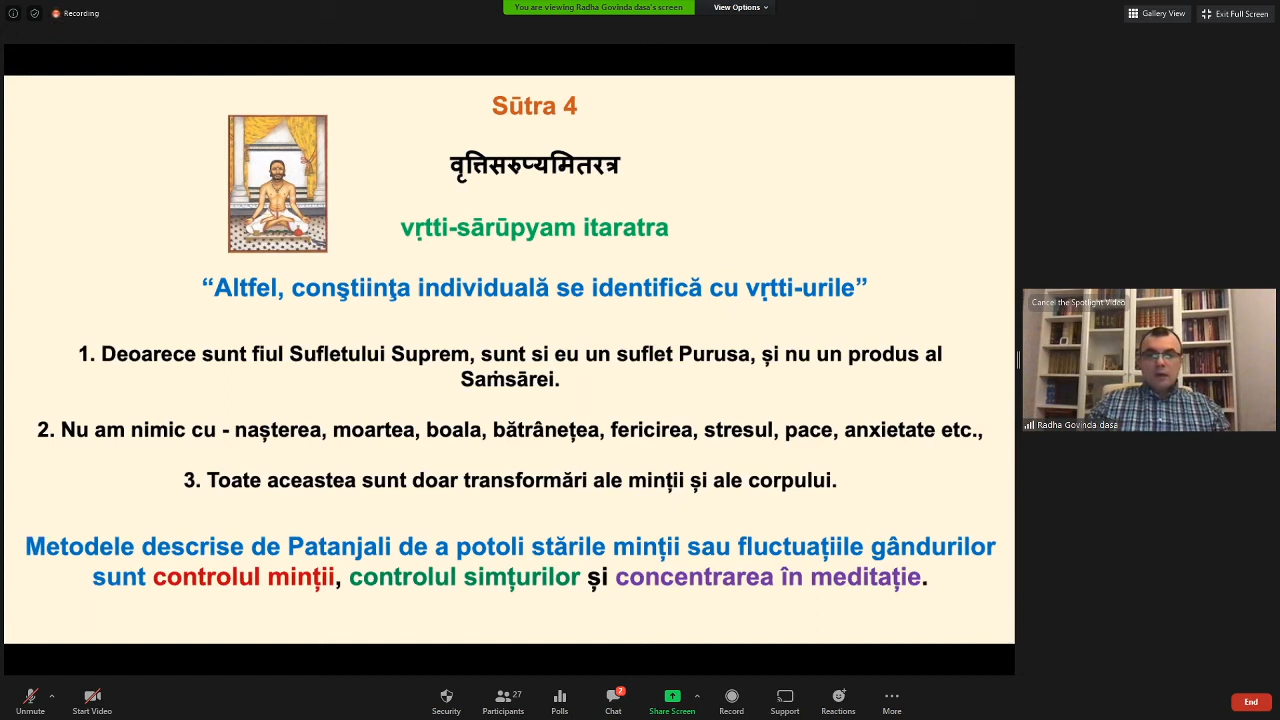 Recording
You are viewing Radha Govinda dasa's screen
View Options
Gallery View
Exit Full Screen
Sūtra 4
वृत्तिसरुप्यमितरत्र
vṛtti-sārūpyam itaratra
“Altfel, conştiinţa individuală se identifică cu vṛtti-urile”
1. Deoarece sunt fiul Sufletului Suprem, sunt si eu un suflet Purusa, și nu un produs al
Saṁsārei.
2. Nu am nimic cu - nașterea, moartea, boala, bătrânețea, fericirea, stresul, pace, anxietate etc.,
3. Toate aceastea sunt doar transformări ale minții și ale corpului.
Metodele descrise de Patanjali de a potoli stările minții sau fluctuațiile gândurilor
sunt controlul minții, controlul simțurilor și concentrarea în meditație.
Cancel the Spotlight Video
Radha Govinda dasa
Unmute
Start Video
Security
27
Participants
Polls
2
Chat
Share Screen
Record
Support
Reactions
More
End